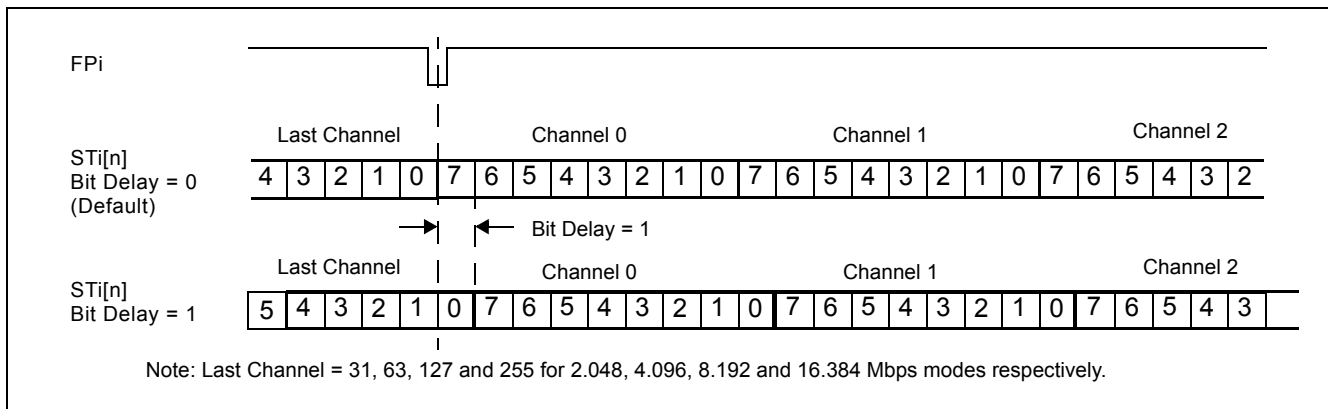 FPi
Last Channel Channel 0 Channel 1 Channel 2
STi[n]
Bit Delay = 0
(Default)
4 3 2 1 0 7 6 5 4 3 2 1 0 7 6 5 4 3 2 1 0 7 6 5 4 3 2
Bit Delay = 1
Last Channel Channel 0 Channel 1 Channel 2
STi[n]
Bit Delay = 1
5 4 3 2 1 0 7 6 5 4 3 2 1 0 7 6 5 4 3 2 1 0 7 6 5 4 3
Note: Last Channel = 31, 63, 127 and 255 for 2.048, 4.096, 8.192 and 16.384 Mbps modes respectively.